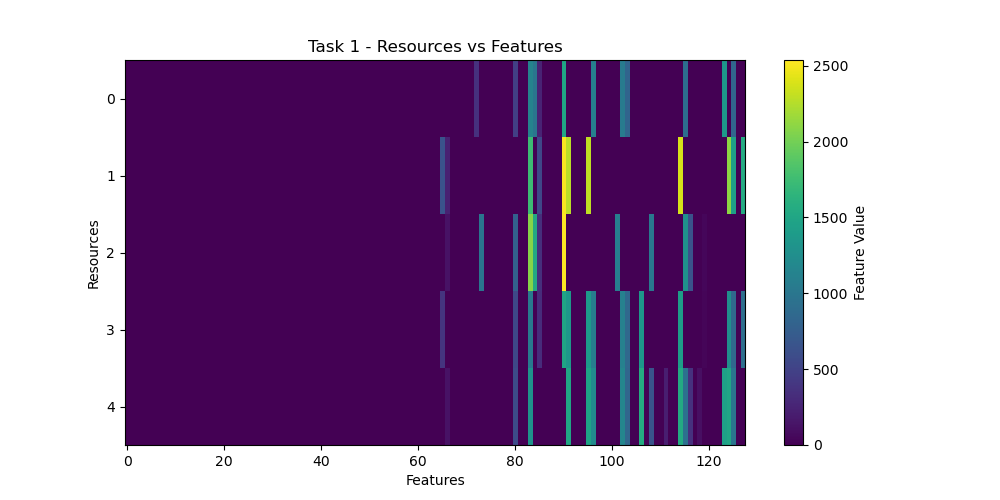 Task 1 - Resources vs Features
Resources
0
1
2
3
4
0 20 40 60 80 100 120
Features
2500
2000
1500
1000
500
0
Feature Value